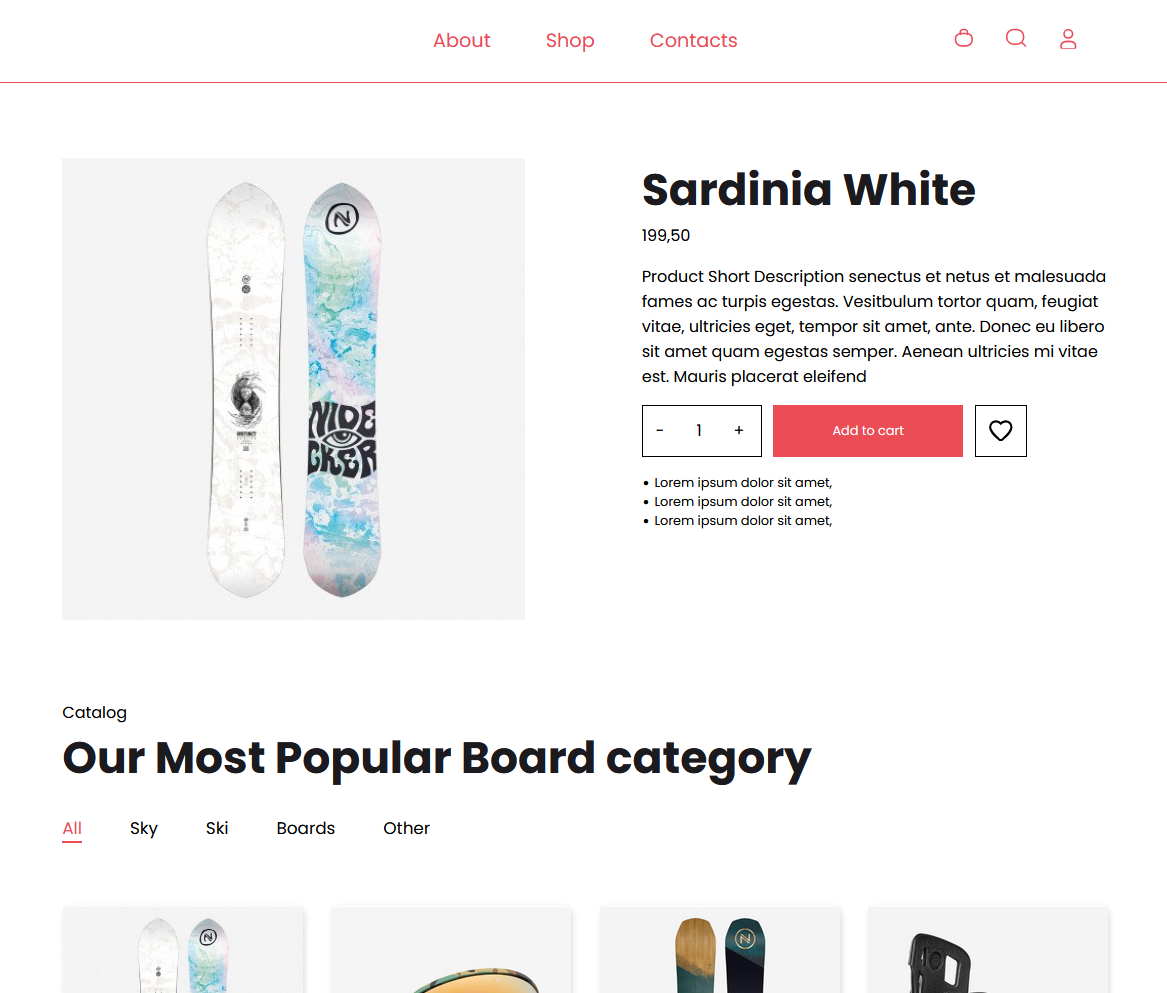 About Shop Contacts
Sardinia White
199,50
Product Short Description senectus et netus et malesuada
fames ac turpis egestas. Vesitbulum tortor quam, feugiat
vitae, ultricies eget, tempor sit amet, ante. Donec eu libero
sit amet quam egestas semper. Aenean ultricies mi vitae
est. Mauris placerat eleifend
- 1 + Add to cart
• Lorem ipsum dolor sit amet,
• Lorem ipsum dolor sit amet,
• Lorem ipsum dolor sit amet,
N
NIDE
CKER
Catalog
Our Most Popular Board category
All Sky Ski Boards Other
N N